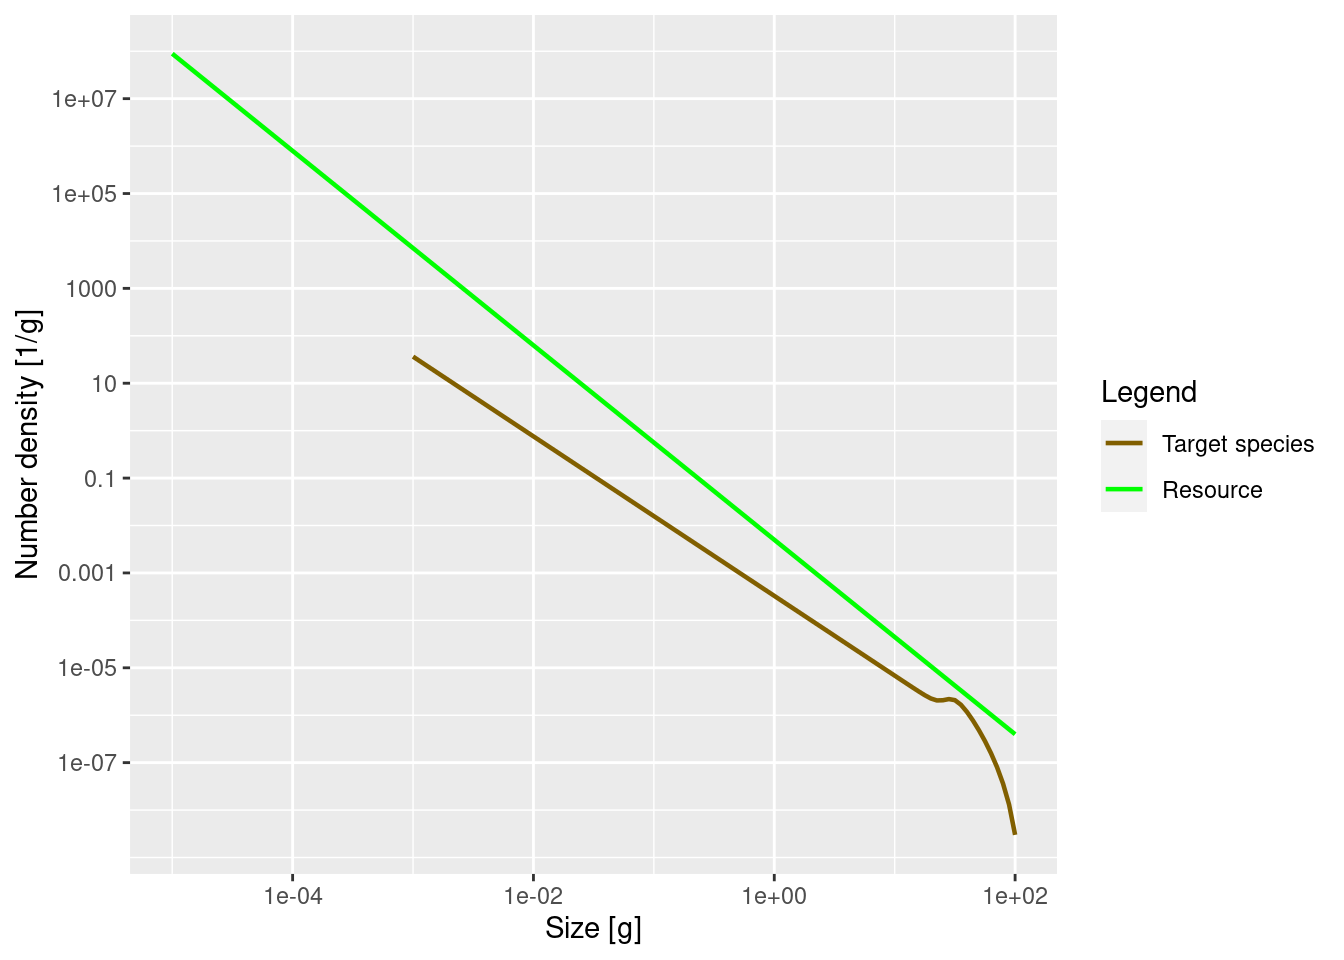 Number density [1/g]
1e+07
1e+05
1000
10
0.1
0.001
1e-05
1e-07
1e-04
1e-02
1e+00
1e+02
Size [g]
Legend
Target species
Resource